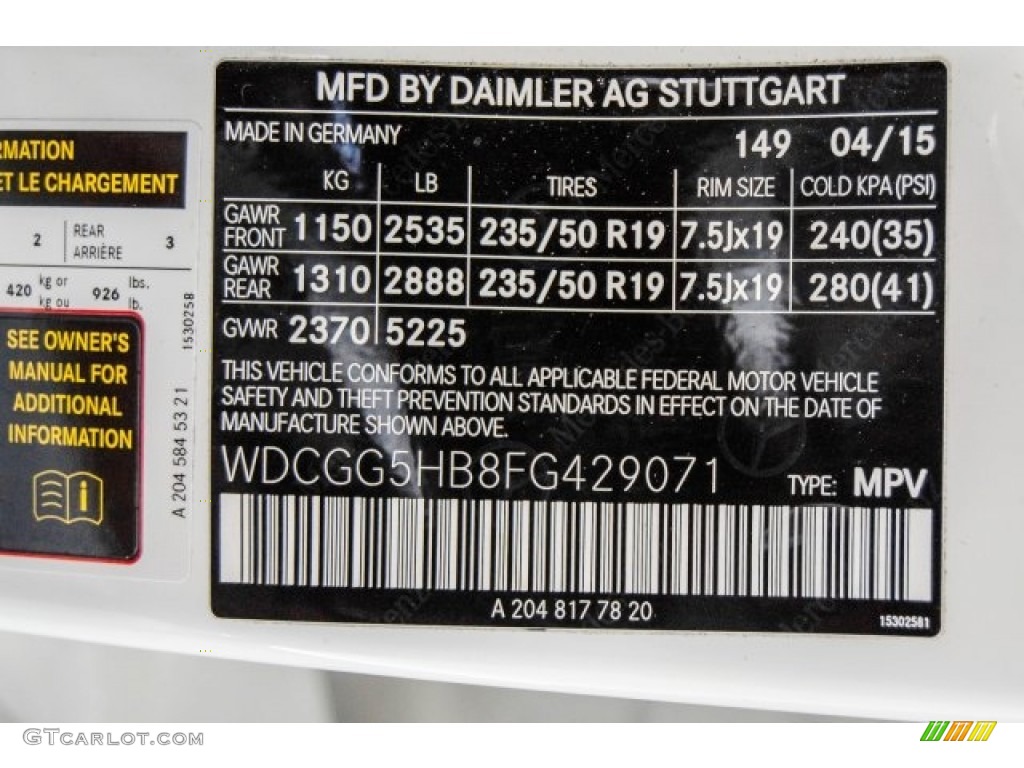 RMATION
ET LE CHARGEMENT
2
REAR
ARRIÈRE
3
420 kg or 926 lbs.
kg ou lb.
1530258
SEE OWNER'S
MANUAL FOR
ADDITIONAL
INFORMATION
i
A 204 584 53 21
MFD BY DAIMLER AG STUTTGART
MADE IN GERMANY 149 04/15
KG LB TIRES RIM SIZE COLD KPA(PSI)
GAWR
FRONT 1150 2535 235/50 R19 7.5Jx19 240(35)
GAWR
REAR 1310 2888 235/50 R19 7.5Jx19 280(41)
GVWR 2370 5225
THIS VEHICLE CONFORMS TO ALL APPLICABLE FEDERAL MOTOR VEHICLE
SAFETY AND THEFT PREVENTION STANDARDS IN EFFECT ON THE DATE OF
MANUFACTURE SHOWN ABOVE.
WDCGG5HB8FG429071 TYPE: MPV
A 204 817 78 20
15302581
GTCarLot.com